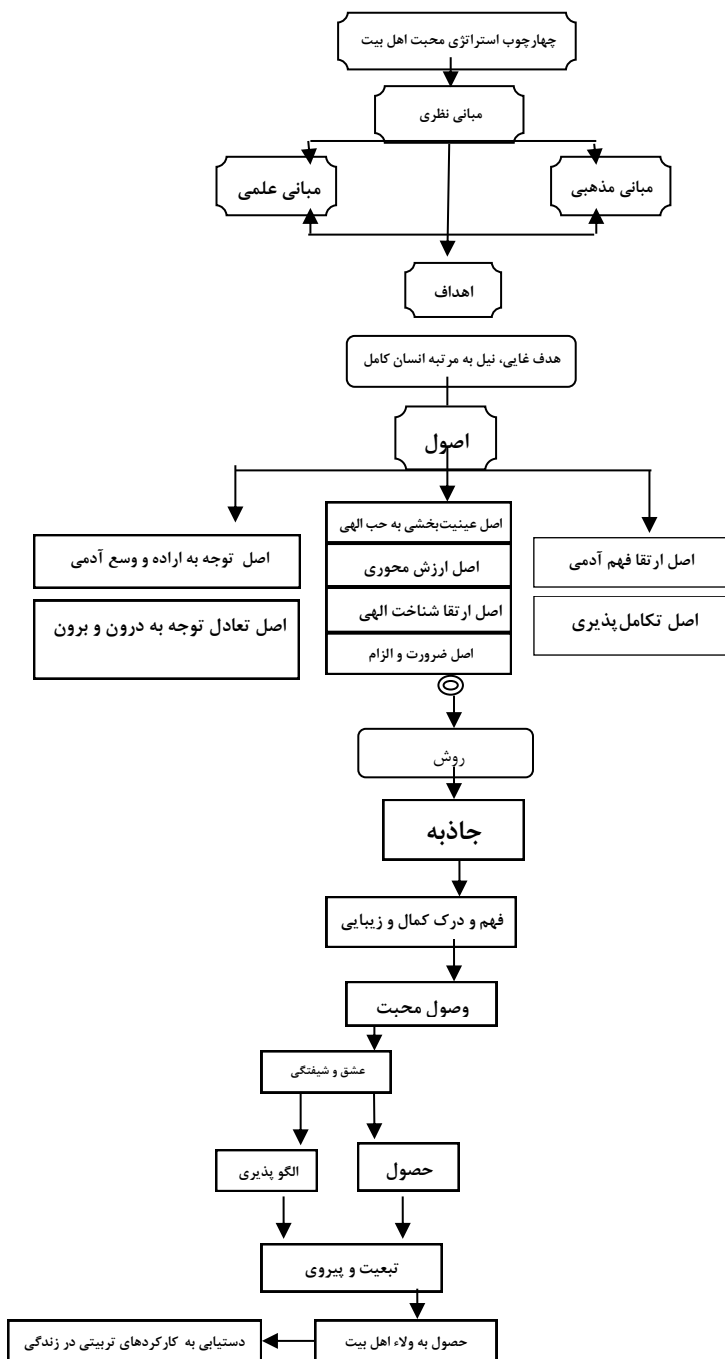 چهارچوب استراتژی محبت اهل بیت
مبانی نظری
مبانی مذهبی
مبانی علمی
اهداف
هدف غایی، نیل به مرتبه انسان کامل
اصول
اصل ارتقا فهم آدمی
اصل تکامل‌پذیری
اصل عینیت‌بخشی به حب الهی
اصل ارزش محوری
اصل ارتقا شناخت الهی
اصل ضرورت و الزام
اصل توجه به اراده و وسع آدمی
اصل تعادل توجه به درون و برون
روش
جاذبه
فهم و درک کمال و زیبایی
وصول محبت
عشق و شیفتگی
حصول
الگو پذیری
تبعیت و پیروی
حصول به ولاء اهل بیت
دستیابی به کارکردهای تربیتی در زندگی